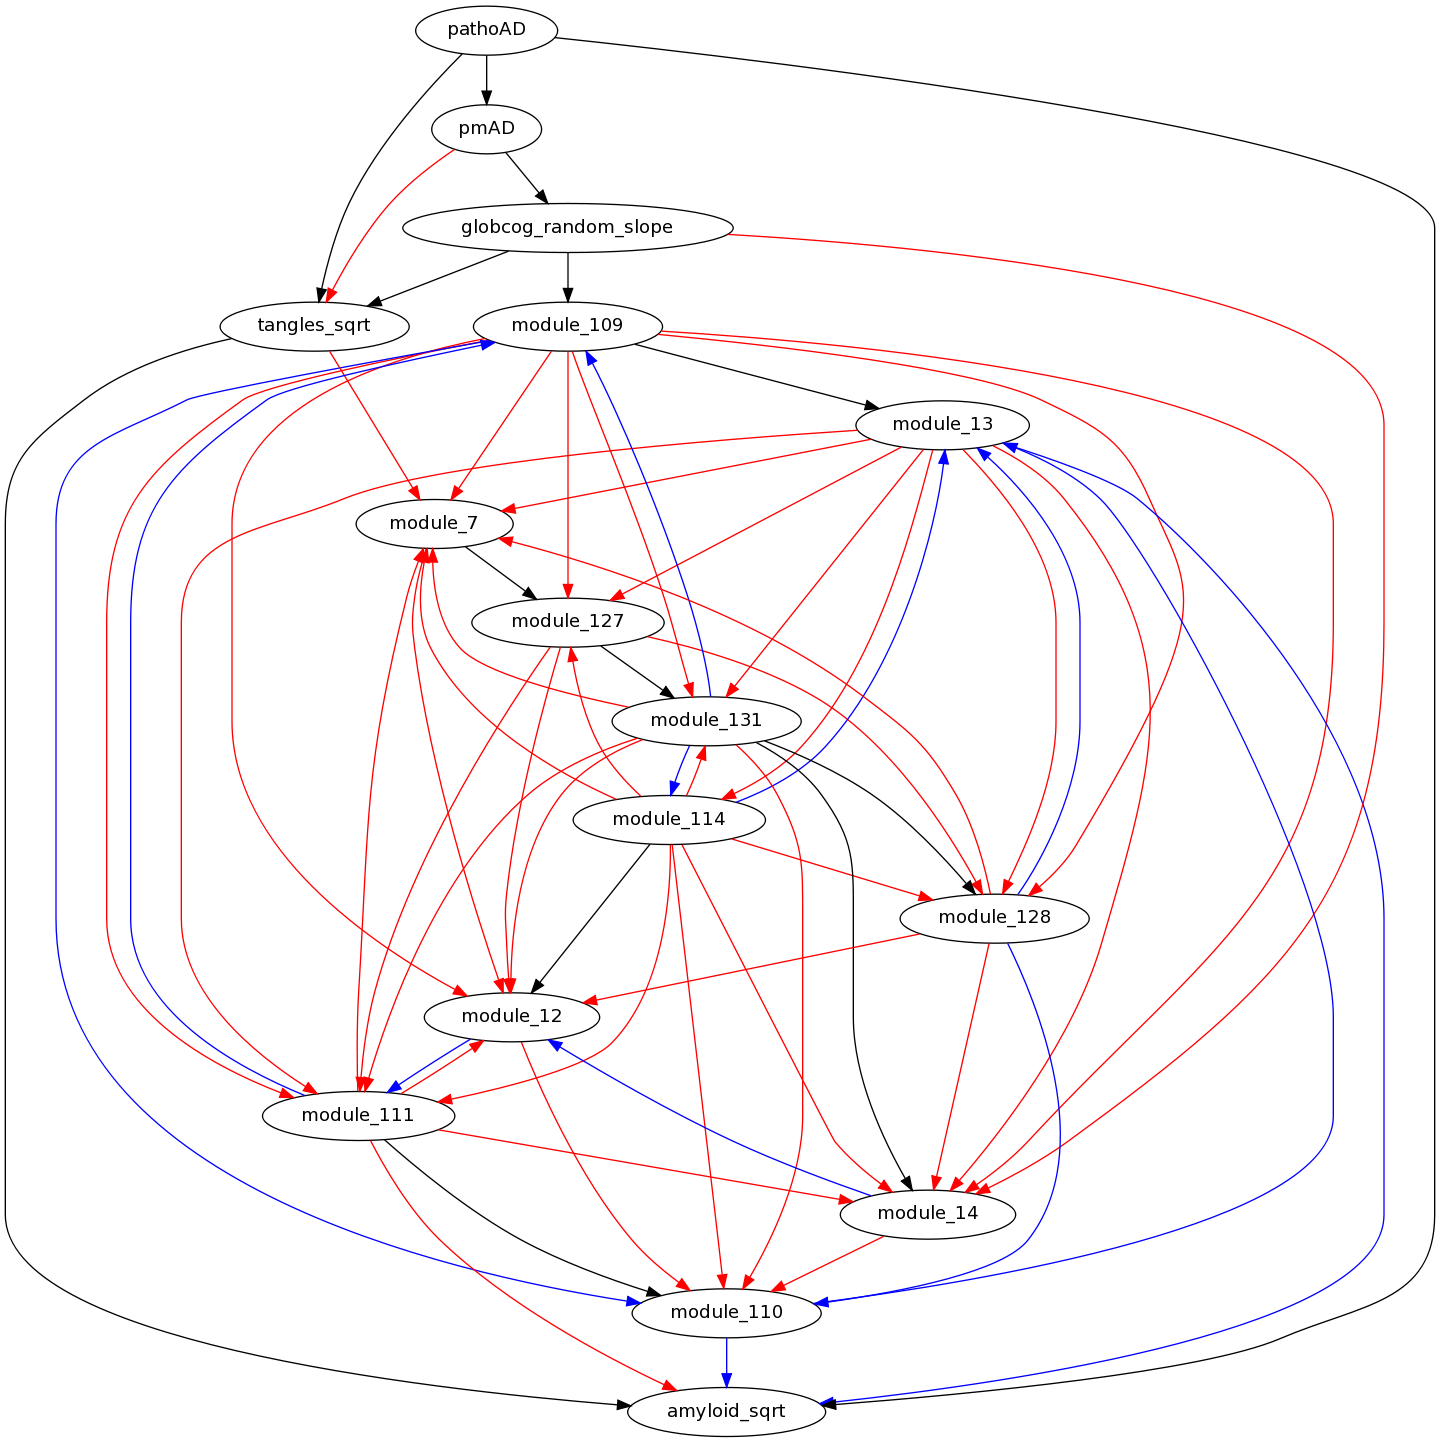 pathoAD
pmAD
globcog_random_slope
tangles_sqrt
module_109
module_13
module_7
module_127
module_131
module_114
module_128
module_12
module_111
module_14
module_110
amyloid_sqrt